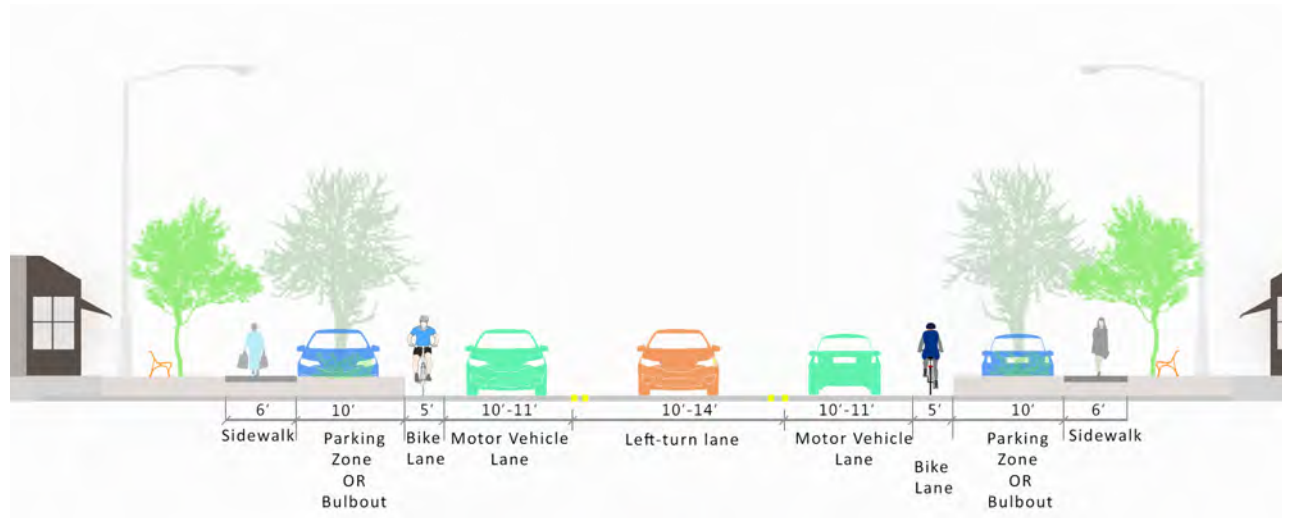 6’ 10’ 5’ 10’-11’ 10’-14’ 10’-11’ 5’ 10’ 6’
Sidewalk Parking Bike Motor Vehicle Left-turn lane Motor Vehicle Parking Sidewalk
Zone Lane Lane Lane Bike Zone
OR Lane OR
Bulbout Bulbout